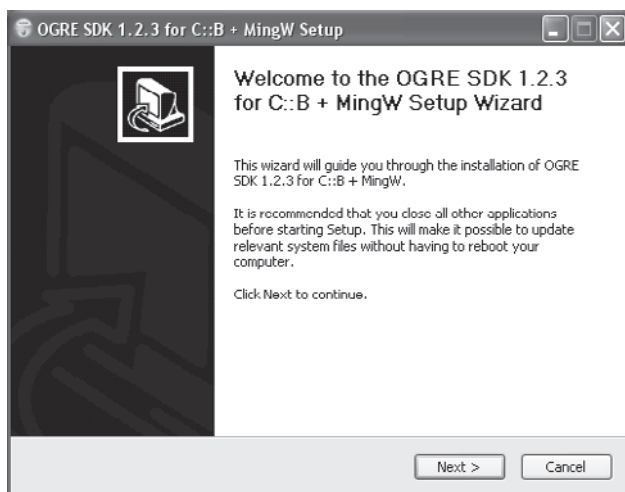 OGRE SDK 1.2.3 for C::B + MingW Setup
Welcome to the OGRE SDK 1.2.3
for C::B + MingW Setup Wizard
This wizard will guide you through the installation of OGRE
SDK 1.2.3 for C::B + MingW.
It is recommended that you close all other applications
before starting Setup. This will make it possible to update
relevant system files without having to reboot your
computer.
Click Next to continue.
Next >
Cancel